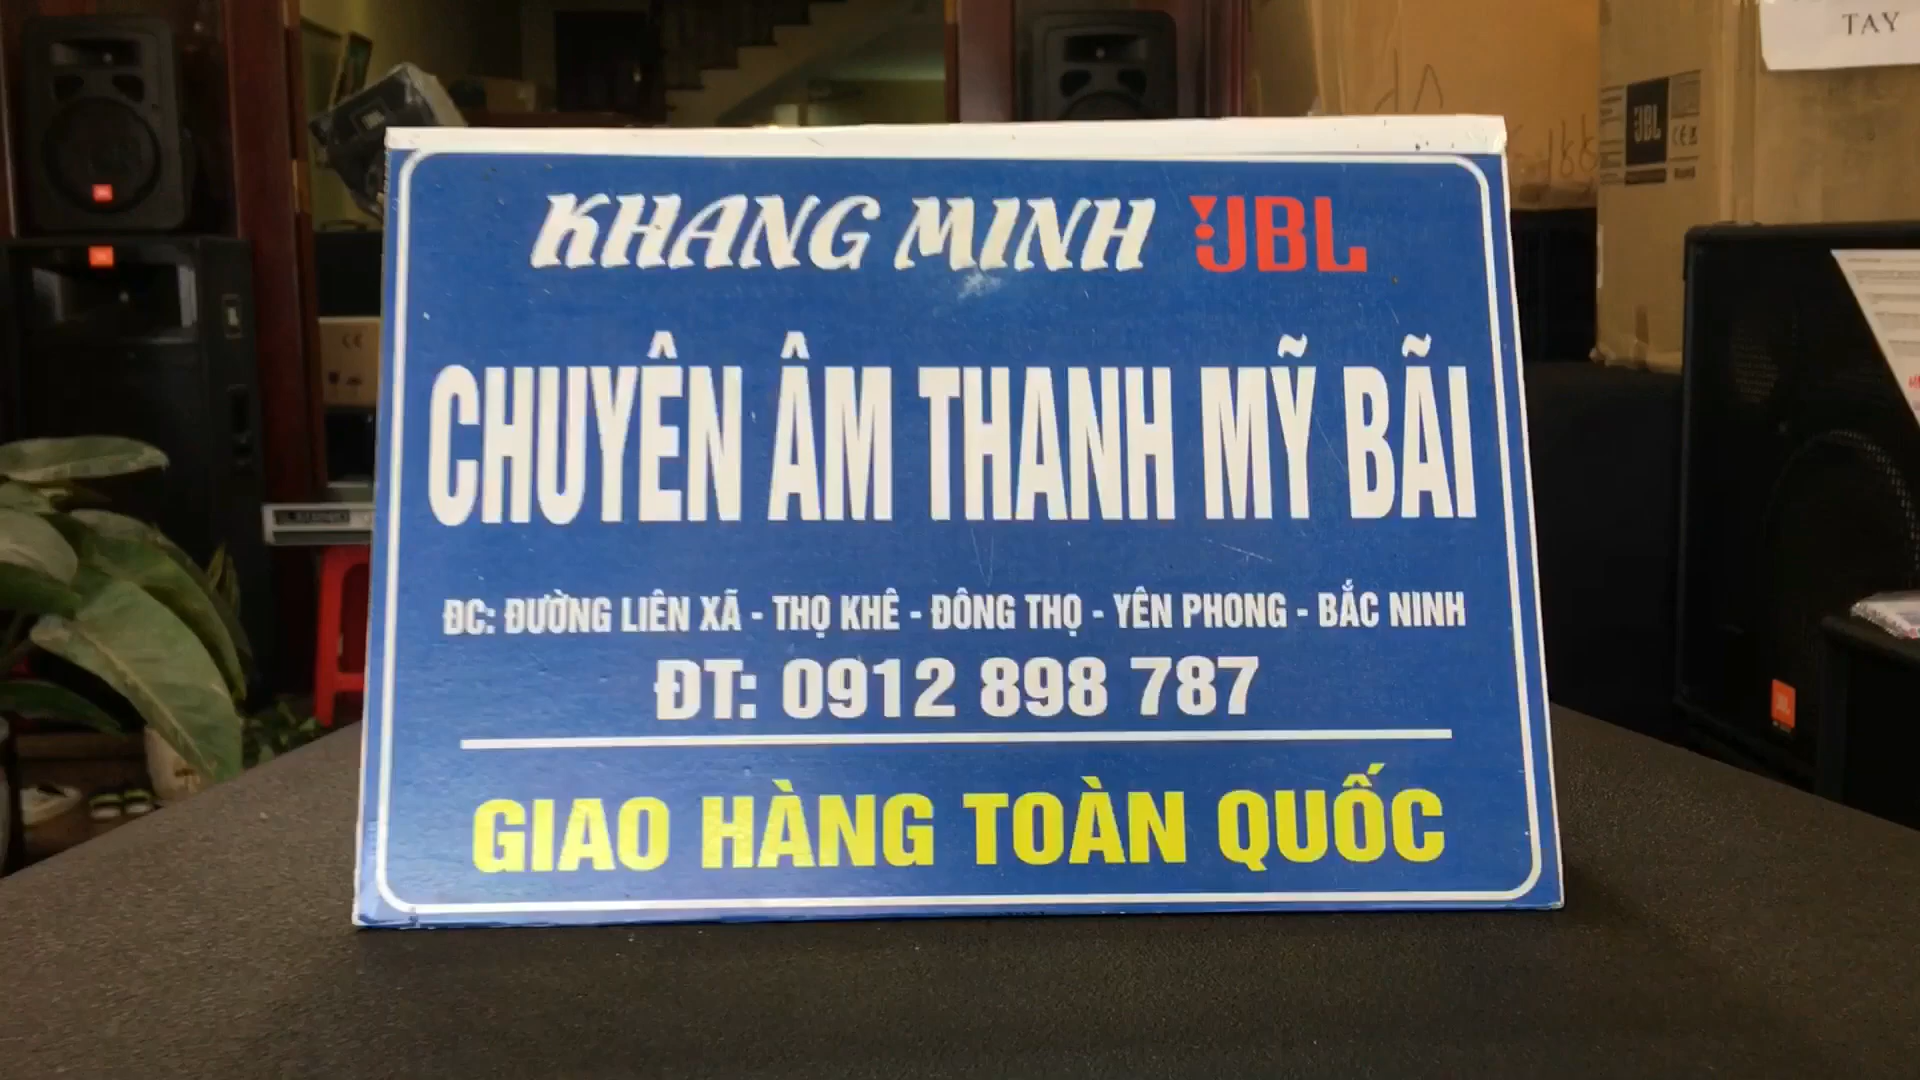 TAY
JBL
KHANG MINH JBL
CHUYÊN ÂM THANH MỸ BÃI
ĐC: ĐƯỜNG LIÊN XÃ - THỌ KHÊ - ĐÔNG THỌ - YÊN PHONG - BẮC NINH
ĐT: 0912 898 787
GIAO HÀNG TOÀN QUỐC